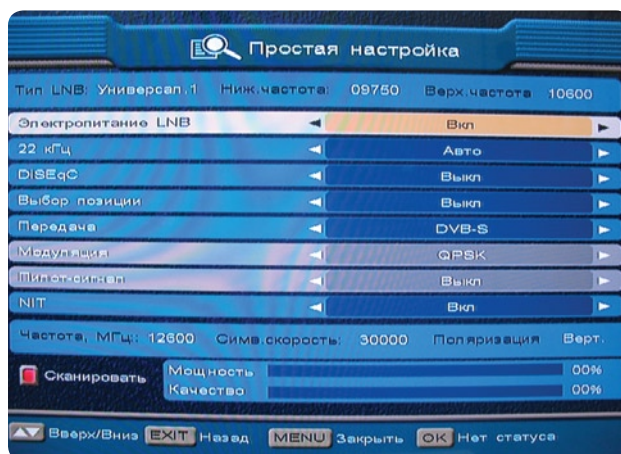 Простая настройка
Тип LNB: Универсал.1 Ниж.частота: 09750 Верх.частота 10600
Электропитание LNB Вкл
22 кГц Авто
DiSEqC Выкл
Выбор позиции Выкл
Передача DVB-S
Модуляция QPSK
Пилот-сигнал Выкл
NIT Вкл
Частота, МГц: 12600 Симв.скорость: 30000 Поляризация Верт.
Сканировать Мощность 00%
Качество 00%
Вверх/Вниз EXIT Назад MENU Закрыть OK Нет статуса